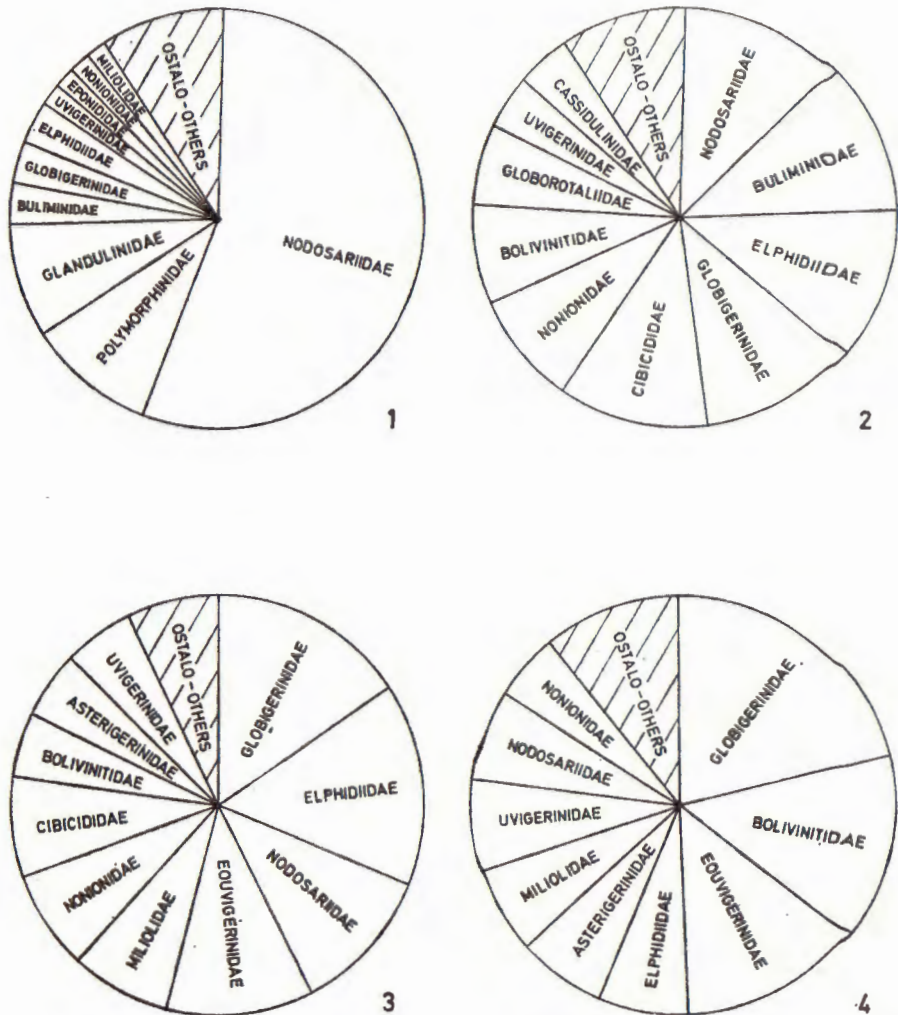 NODOSARIIDAE
POLYMORPHINIDAE
GLANDULINIDAE
BULIMINIDAE
GLOBIGERINIDAE
ELPHIDIIDAE
UVIGERINIDAE
EPONIDIDAE
NONIONIDAE
MILIOLIDAE
OSTALO-OTHERS
1
NODOSARIIDAE
BULIMINIDAE
ELPHIDIIDAE
GLOBIGERINIDAE
CIBICIDIDAE
NONIONIDAE
BOLIVINITIDAE
GLOBOROTALIIDAE
UVIGERINIDAE
CASSIDULINIDAE
OSTALO-OTHERS
2
GLOBIGERINIDAE
ELPHIDIIDAE
NODOSARIIDAE
EOUVIGERINIDAE
MILIOLIDAE
NONIONIDAE
CIBICIDIDAE
BOLIVINITIDAE
ASTERIGERINIDAE
UVIGERINIDAE
OSTALO-OTHERS
3
GLOBIGERINIDAE
BOLIVINITIDAE
EOUVIGERINIDAE
ELPHIDIIDAE
ASTERIGERINIDAE
MILIOLIDAE
UVIGERINIDAE
NODOSARIIDAE
NONIONIDAE
OSTALO-OTHERS
4